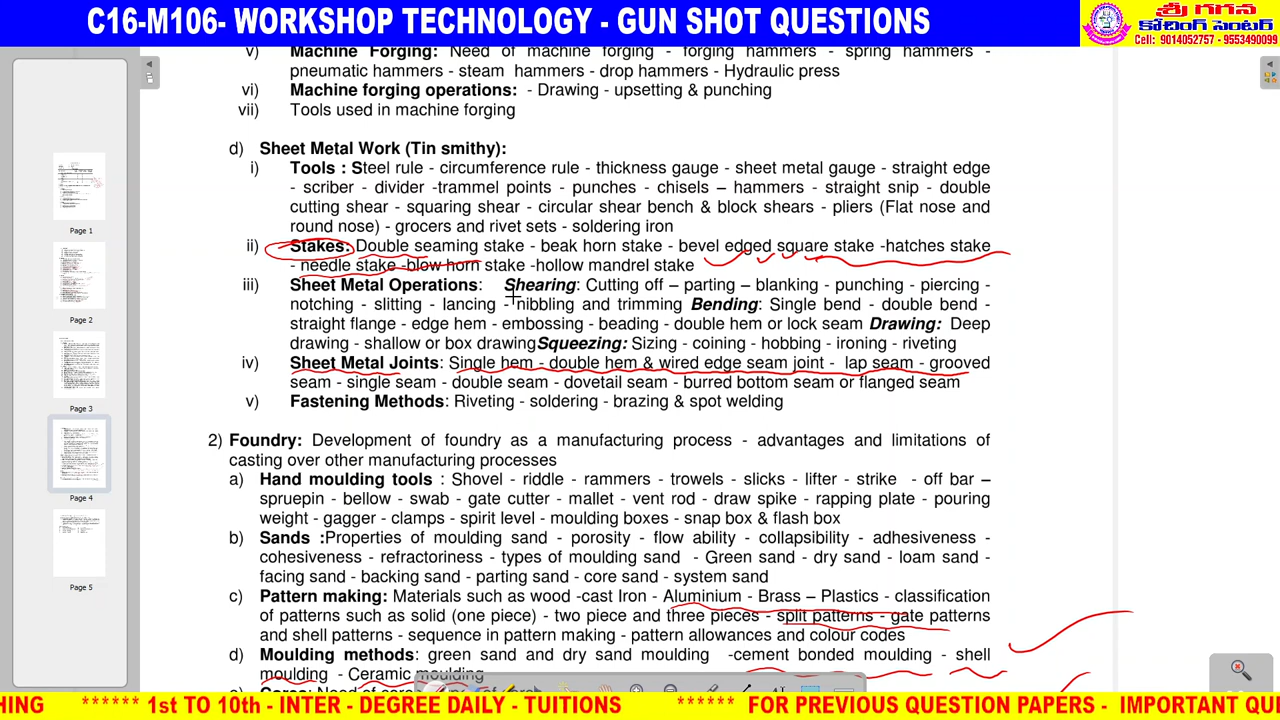 C16-M106- WORKSHOP TECHNOLOGY - GUN SHOT QUESTIONS
శ్రీ గగన
కోచింగ్ సెంటర్
Cell: 9014052757 - 9553490099
v) Machine Forging: Need of machine forging - forging hammers - spring hammers -
pneumatic hammers - steam hammers - drop hammers - Hydraulic press
vi) Machine forging operations: - Drawing - upsetting & punching
vii) Tools used in machine forging
d) Sheet Metal Work (Tin smithy):
i) Tools : Steel rule - circumference rule - thickness gauge - sheet metal gauge - straight edge
- scriber - divider -trammel points - punches - chisels – hammers - straight snip - double
cutting shear - squaring shear - circular shear bench & block shears - pliers (Flat nose and
round nose) - grocers and rivet sets - soldering iron
ii) Stakes: Double seaming stake - beak horn stake - bevel edged square stake -hatches stake
- needle stake -blow horn stake -hollow mandrel stake
iii) Sheet Metal Operations: Shearing: Cutting off – parting – blanking - punching - piercing -
notching - slitting - lancing - nibbling and trimming Bending: Single bend - double bend -
straight flange - edge hem - embossing - beading - double hem or lock seam Drawing: Deep
drawing - shallow or box drawingSqueezing: Sizing - coining - hobbing - ironing - riveting
iv) Sheet Metal Joints: Single hem - double hem & wired edge seam joint - lap seam - grooved
seam - single seam - double seam - dovetail seam - burred bottom seam or flanged seam
v) Fastening Methods: Riveting - soldering - brazing & spot welding
2) Foundry: Development of foundry as a manufacturing process - advantages and limitations of
casting over other manufacturing processes
a) Hand moulding tools : Shovel - riddle - rammers - trowels - slicks - lifter - strike - off bar –
spruepin - bellow - swab - gate cutter - mallet - vent rod - draw spike - rapping plate - pouring
weight - gagger - clamps - spirit level - moulding boxes - snap box & flash box
b) Sands :Properties of moulding sand - porosity - flow ability - collapsibility - adhesiveness -
cohesiveness - refractoriness - types of moulding sand - Green sand - dry sand - loam sand -
facing sand - backing sand - parting sand - core sand - system sand
c) Pattern making: Materials such as wood -cast Iron - Aluminium - Brass – Plastics - classification
of patterns such as solid (one piece) - two piece and three pieces - split patterns - gate patterns
and shell patterns - sequence in pattern making - pattern allowances and colour codes
d) Moulding methods: green sand and dry sand moulding -cement bonded moulding - shell
moulding - Ceramic moulding
Page 1
Page 2
Page 3
Page 4
Page 5
HING ****** 1st TO 10th - INTER - DEGREE DAILY - TUITIONS ****** FOR PREVIOUS QUESTION PAPERS - IMPORTANT QU